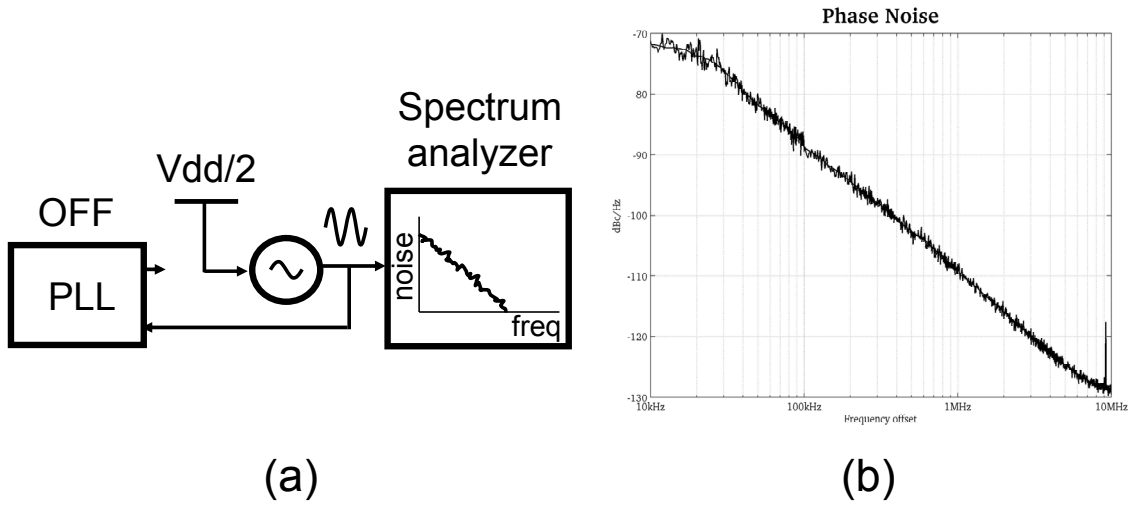 Spectrum
analyzer
Vdd/2
OFF
PLL
noise
freq
(a)
Phase Noise
-70
-80
-90
-100
-110
-120
-130
dBc/Hz
10kHz
100kHz
1MHz
10MHz
Frequency offset
(b)